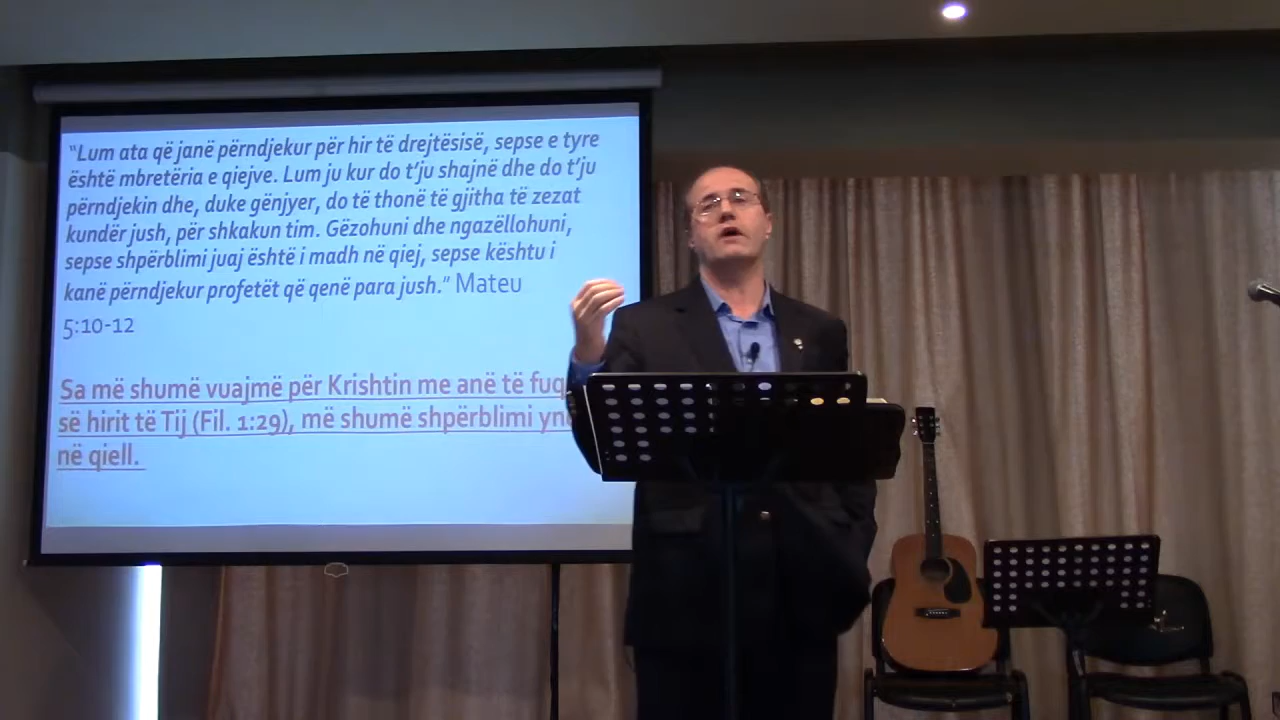 “Lum ata që janë përndjekur për hir të drejtësisë, sepse e tyre
është mbretëria e qiejve. Lum ju kur do t’ju shajnë dhe do t’ju
përndjekin dhe, duke gënjyer, do të thonë të gjitha të zezat
kundër jush, për shkakun tim. Gëzohuni dhe ngazëllohuni,
sepse shpërblimi juaj është i madh në qiej, sepse kështu i
kanë përndjekur profetët që qenë para jush.” Mateu
5:10-12
Sa më shumë vuajmë për Krishtin me anë të
së hirit të Tij (Fil. 1:29), më shumë shpërblimi
në qiell.